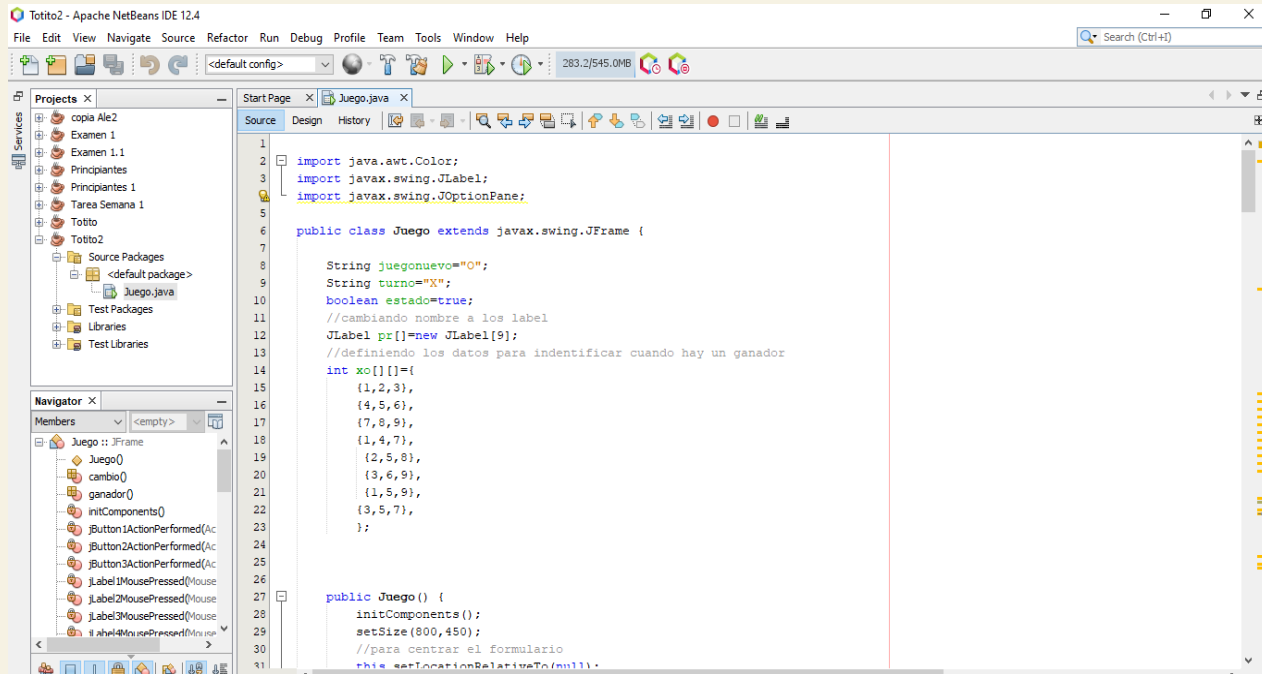 Totito2 - Apache NetBeans IDE 12.4
File Edit View Navigate Source Refactor Run Debug Profile Team Tools Window Help
Search (Ctrl+I)
<default config>
283.2/545.0MB
Services
Projects
copia Ale2
Examen 1
Examen 1.1
Principiantes
Principiantes 1
Tarea Semana 1
Totito
Totito2
Source Packages
<default package>
Juego.java
Test Packages
Libraries
Test Libraries
Navigator
Members
<empty>
Juego :: JFrame
Juego()
cambio()
ganador()
initComponents()
jButton1ActionPerformed(Ac
jButton2ActionPerformed(Ac
jButton3ActionPerformed(Ac
jLabel1MousePressed(Mouse
jLabel2MousePressed(Mouse
jLabel3MousePressed(Mouse
jLabel4MousePressed(Mouse
Start Page Juego.java
Source Design History
1
2 import java.awt.Color;
3 import javax.swing.JLabel;
import javax.swing.JOptionPane;
5
6 public class Juego extends javax.swing.JFrame {
7
8 String juegonuevo="O";
9 String turno="X";
10 boolean estado=true;
11 //cambiando nombre a los label
12 JLabel pr[]=new JLabel[9];
13 //definiendo los datos para indentificar cuando hay un ganador
14 int xo[][]={
15 {1,2,3},
16 {4,5,6},
17 {7,8,9},
18 {1,4,7},
19 {2,5,8},
20 {3,6,9},
21 {1,5,9},
22 {3,5,7},
23 };
24
25
26
27 public Juego() {
28 initComponents();
29 setSize(800,450);
30 //para centrar el formulario
31 this.setLocationRelativeTo(null);